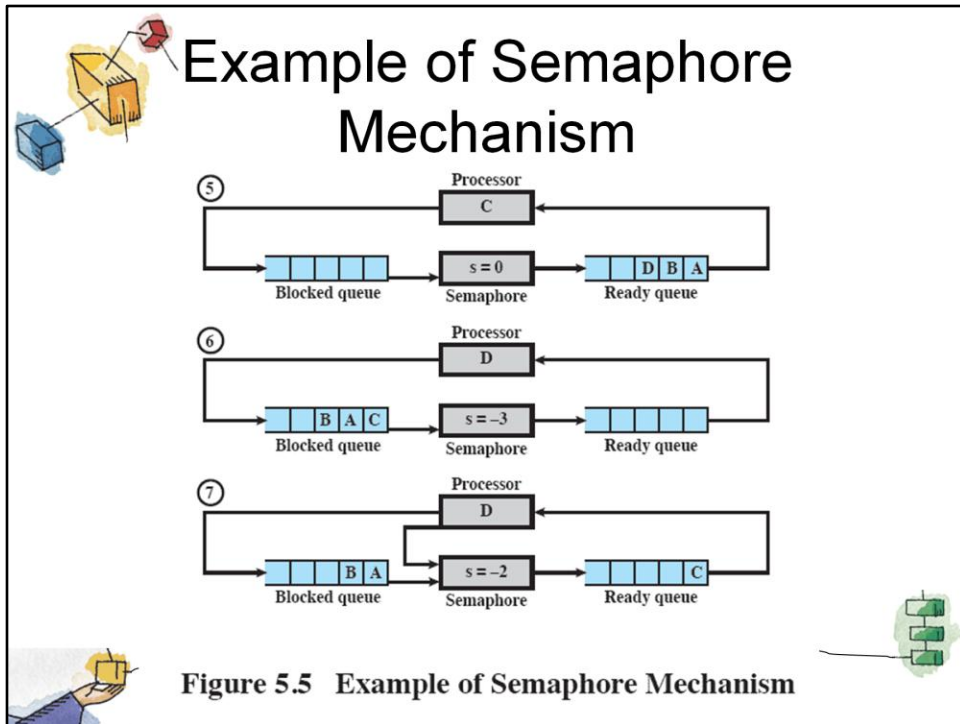 Example of Semaphore
Mechanism
5
Processor
C
s = 0
D B A
Blocked queue
Semaphore
Ready queue
6
Processor
D
B A C
s = –3
Blocked queue
Semaphore
Ready queue
7
Processor
D
B A
s = –2
C
Blocked queue
Semaphore
Ready queue
Figure 5.5 Example of Semaphore Mechanism